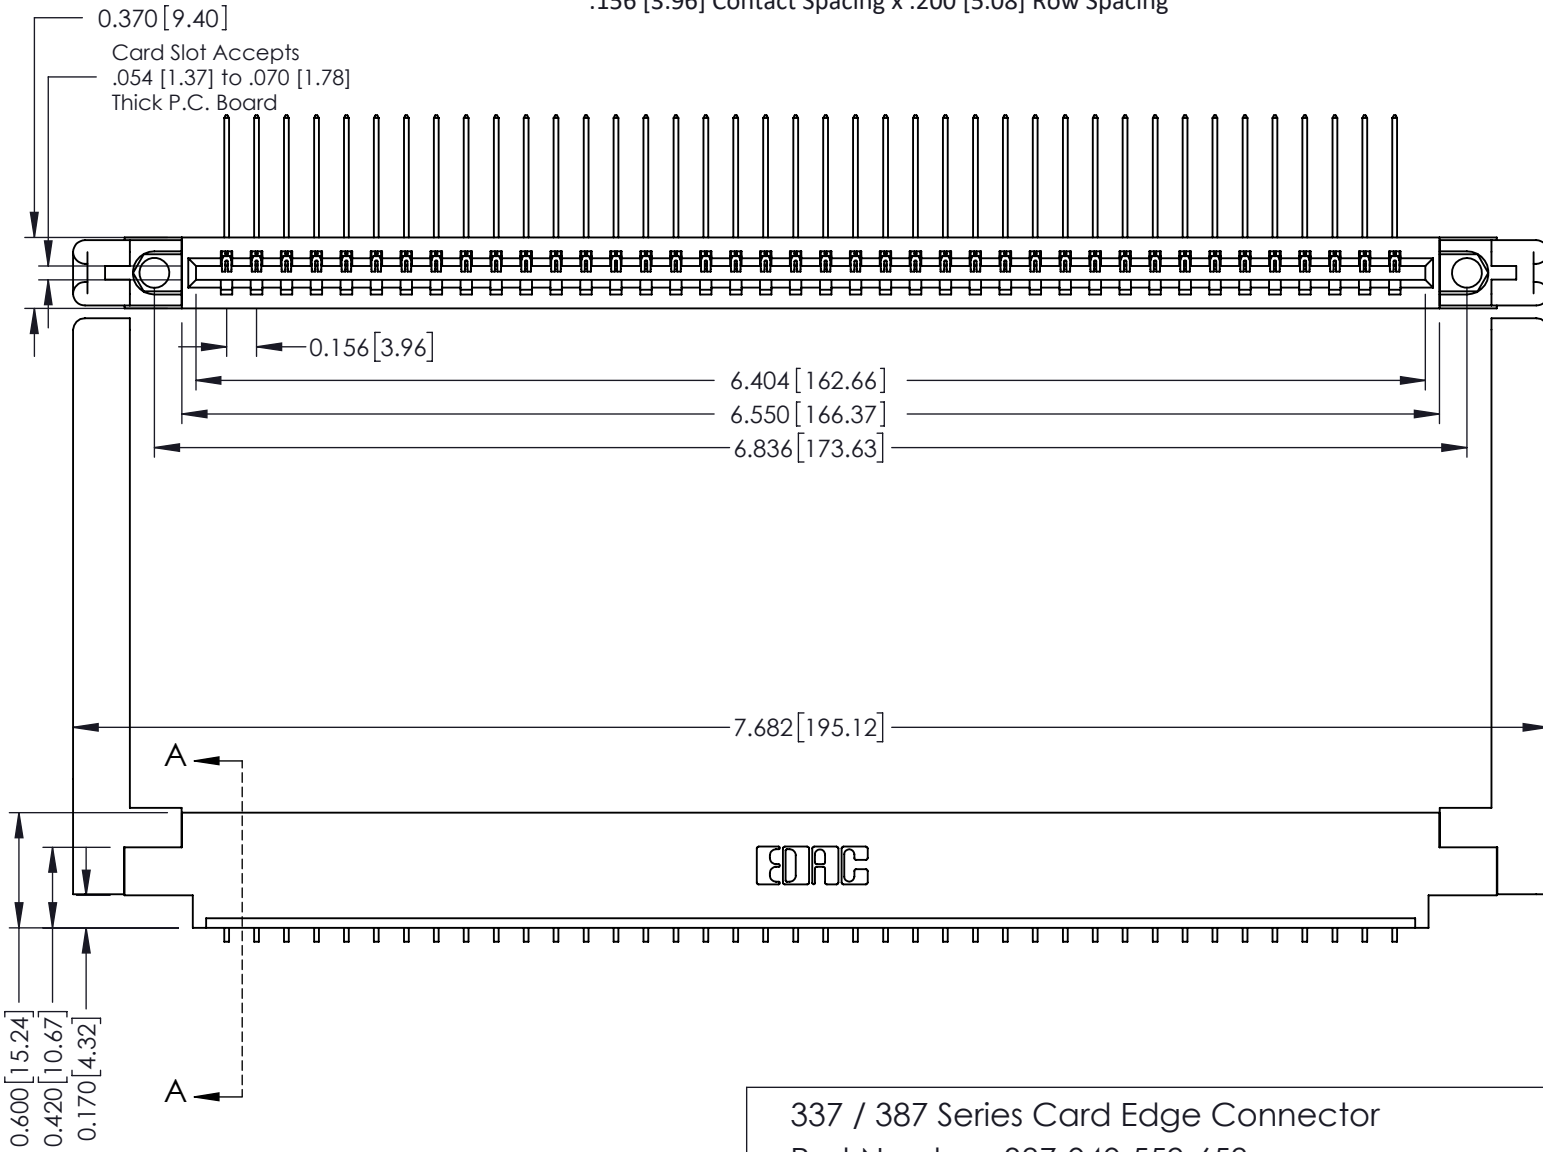 .156 [3.96] Contact Spacing x .200 [5.08] Row Spacing
0.370 [9.40]
Card Slot Accepts
.054 [1.37] to .070 [1.78]
Thick P.C. Board
0.156 [3.96]
6.404 [162.66]
6.550 [166.37]
6.836 [173.63]
7.682 [195.12]
A
EDAC
0.600 [15.24]
0.420 [10.67]
0.170 [4.32]
A
337 / 387 Series Card Edge Connector